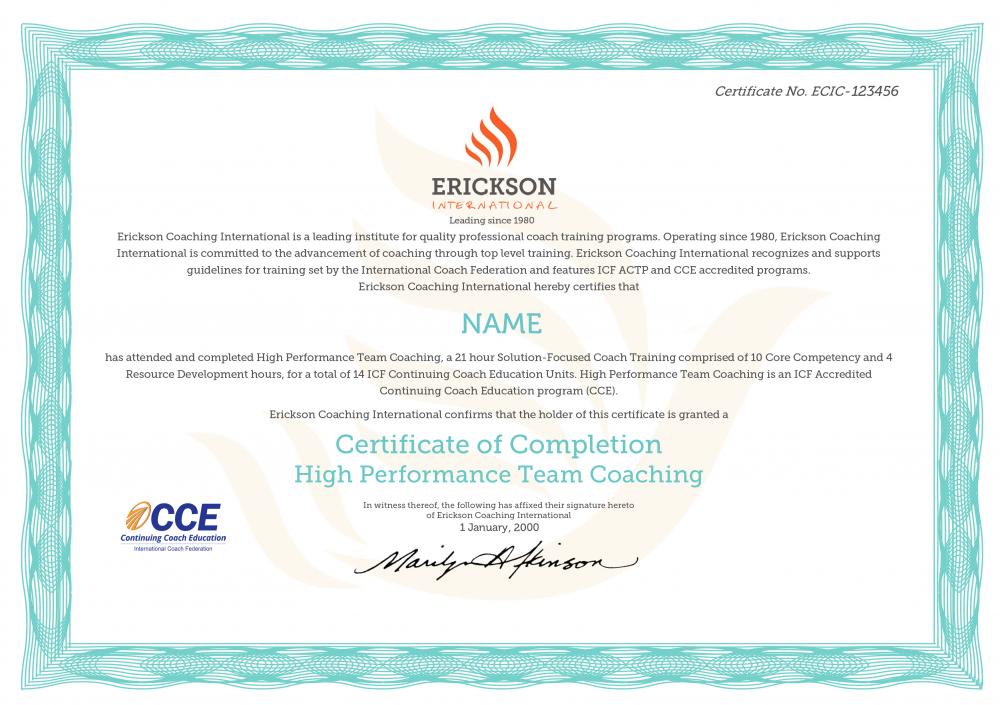 Certificate No. ECIC-123456
ERICKSON
INTERNATIONAL
Leading since 1980
Erickson Coaching International is a leading institute for quality professional coach training programs. Operating since 1980, Erickson Coaching
International is committed to the advancement of coaching through top level training. Erickson Coaching International recognizes and supports
guidelines for training set by the International Coach Federation and features ICF ACTP and CCE accredited programs.
Erickson Coaching International hereby certifies that
NAME
has attended and completed High Performance Team Coaching, a 21 hour Solution-Focused Coach Training comprised of 10 Core Competency and 4
Resource Development hours, for a total of 14 ICF Continuing Coach Education Units. High Performance Team Coaching is an ICF Accredited
Continuing Coach Education program (CCE).
Erickson Coaching International confirms that the holder of this certificate is granted a
Certificate of Completion
High Performance Team Coaching
In witness thereof, the following has affixed their signature hereto
of Erickson Coaching International
1 January, 2000
CCE
Continuing Coach Education
International Coach Federation
Marilyn Atkinson